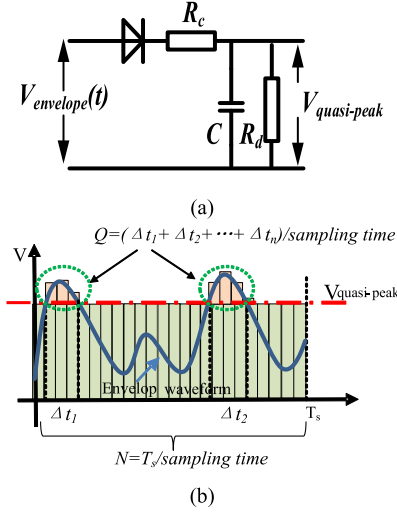 R_c
V_envelope(t)
C
R_d
V_quasi-peak
(a)
Q=(Δt_1+Δt_2+···+Δt_n)/sampling time
V
V_quasi-peak
Envelop waveform
Δt_1
Δt_2
T_s
N=T_s/sampling time
(b)